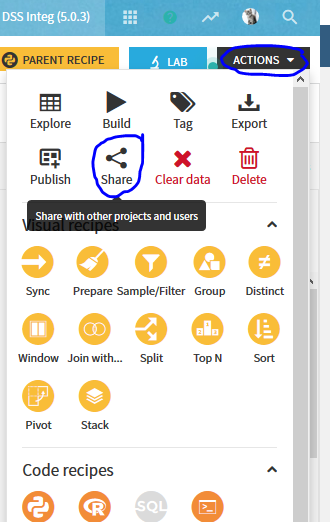 DSS Integ (5.0.3)
PARENT RECIPE
LAB
ACTIONS
Explore Build Tag Export
Publish Share Clear data Delete
Share with other projects and users
Visual recipes
Sync Prepare Sample/Filter Group Distinct
Window Join with... Split Top N Sort
Pivot Stack
Code recipes
R SQL